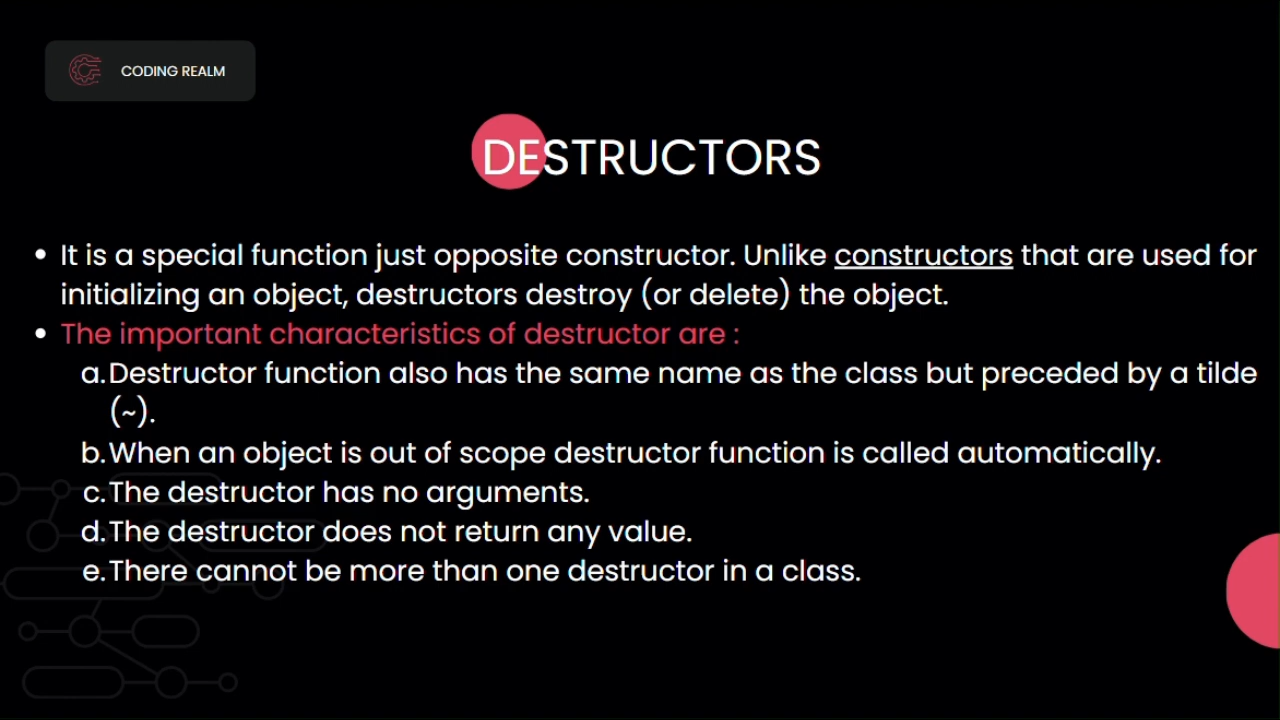 CODING REALM
DESTRUCTORS
• It is a special function just opposite constructor. Unlike constructors that are used for
initializing an object, destructors destroy (or delete) the object.
• The important characteristics of destructor are :
a. Destructor function also has the same name as the class but preceded by a tilde
(~).
b. When an object is out of scope destructor function is called automatically.
c. The destructor has no arguments.
d. The destructor does not return any value.
e. There cannot be more than one destructor in a class.